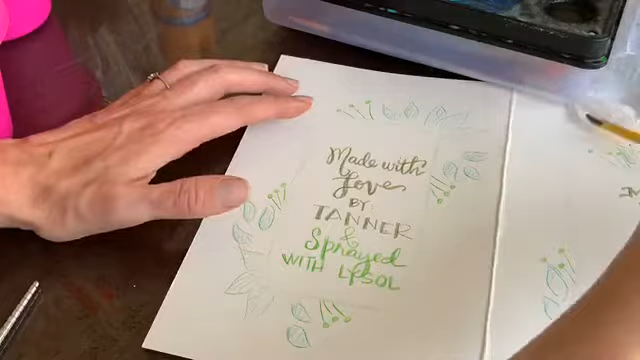 Made with
Love
BY:
TANNER
&
Sprayed
WITH LYSOL